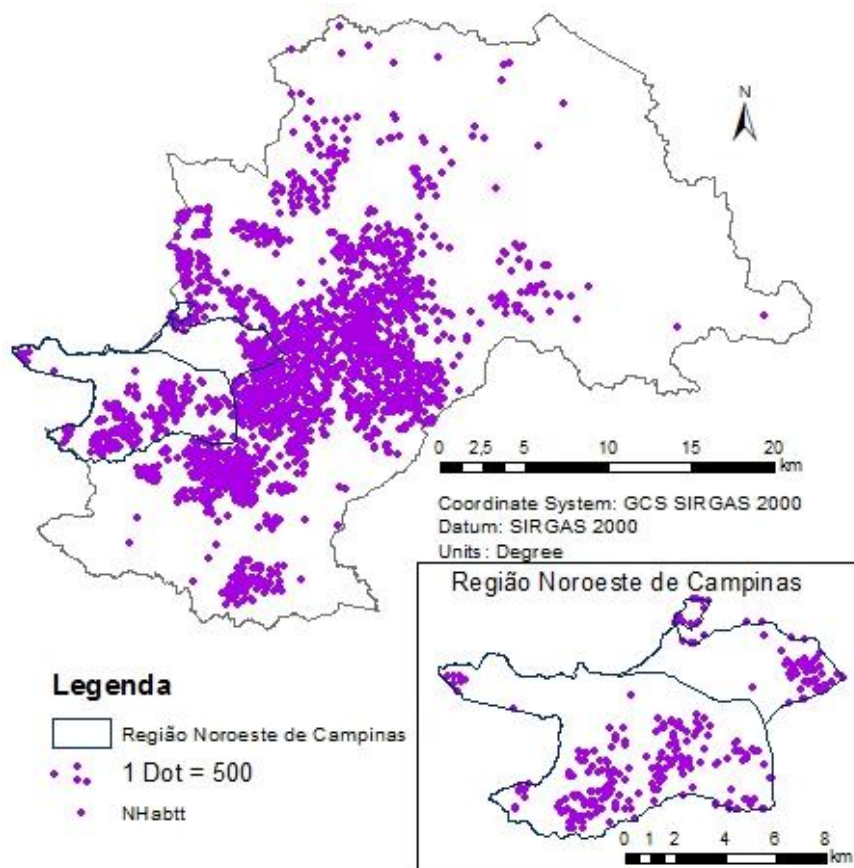 N
0 2,5 5 10 15 20
km
Coordinate System: GCS SIRGAS 2000
Datum: SIRGAS 2000
Units: Degree
Região Noroeste de Campinas
Legenda
Região Noroeste de Campinas
1 Dot = 500
NHabtt
0 1 2 4 6 8
km